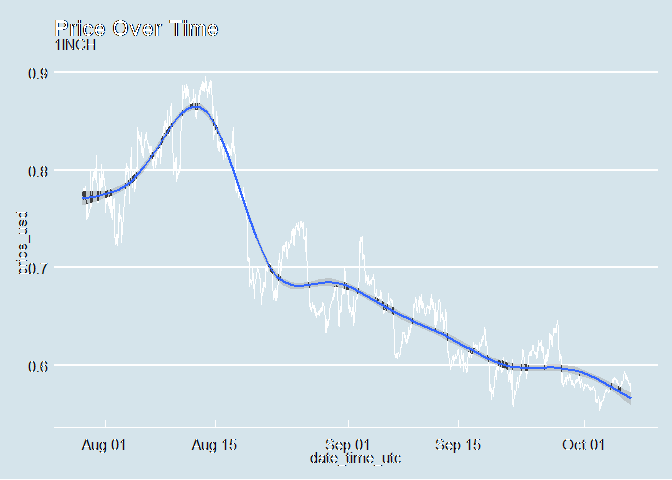 Price Over Time
1INCH
0.9
0.8
0.7
0.6
price_usd
Aug 01 Aug 15 Sep 01 Sep 15 Oct 01
date_time_utc